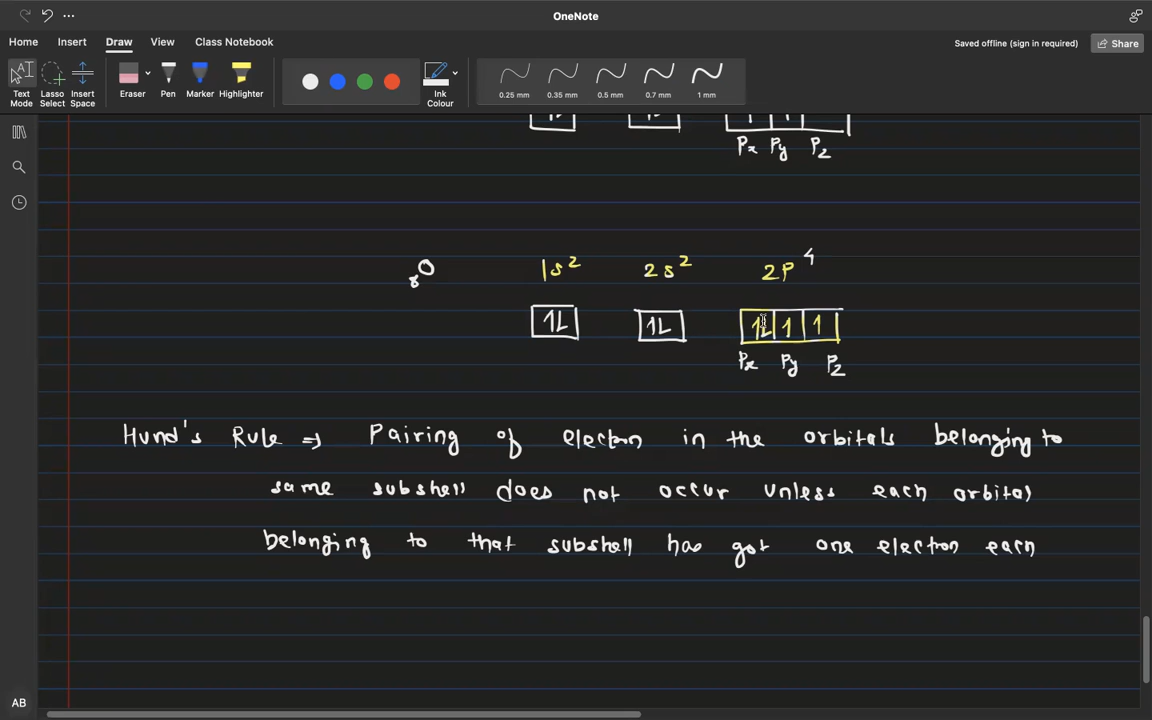 OneNote
Home Insert Draw View Class Notebook
Saved offline (sign in required) Share
Text Mode Lasso Select Insert Space Eraser Pen Marker Highlighter Ink Colour 0.25 mm 0.35 mm 0.5 mm 0.7 mm 1 mm
Px Py Pz
₈O 1s² 2s² 2p⁴
1L 1L 1L 1 1
Px Py Pz
Hund's Rule => Pairing of electron in the orbitals belonging to
same subshell does not occur unless each orbital
belonging to that subshell has got one electron each
AB